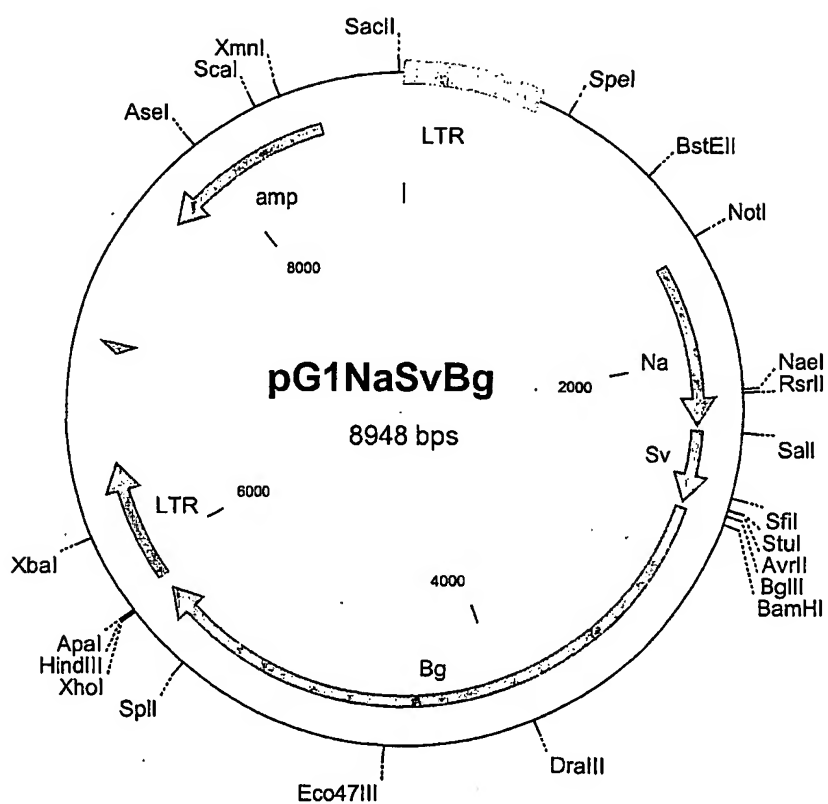 SacII
XmnI
ScaI
AseI
SpeI
BstEII
NotI
NaeI
RsrII
SalI
SfiI
StuI
AvrII
BglII
BamHI
DraIII
Eco47III
SplI
XhoI
HindIII
ApaI
XbaI
LTR
amp
8000
Na
2000
pG1NaSvBg
8948 bps
Sv
LTR
6000
4000
Bg